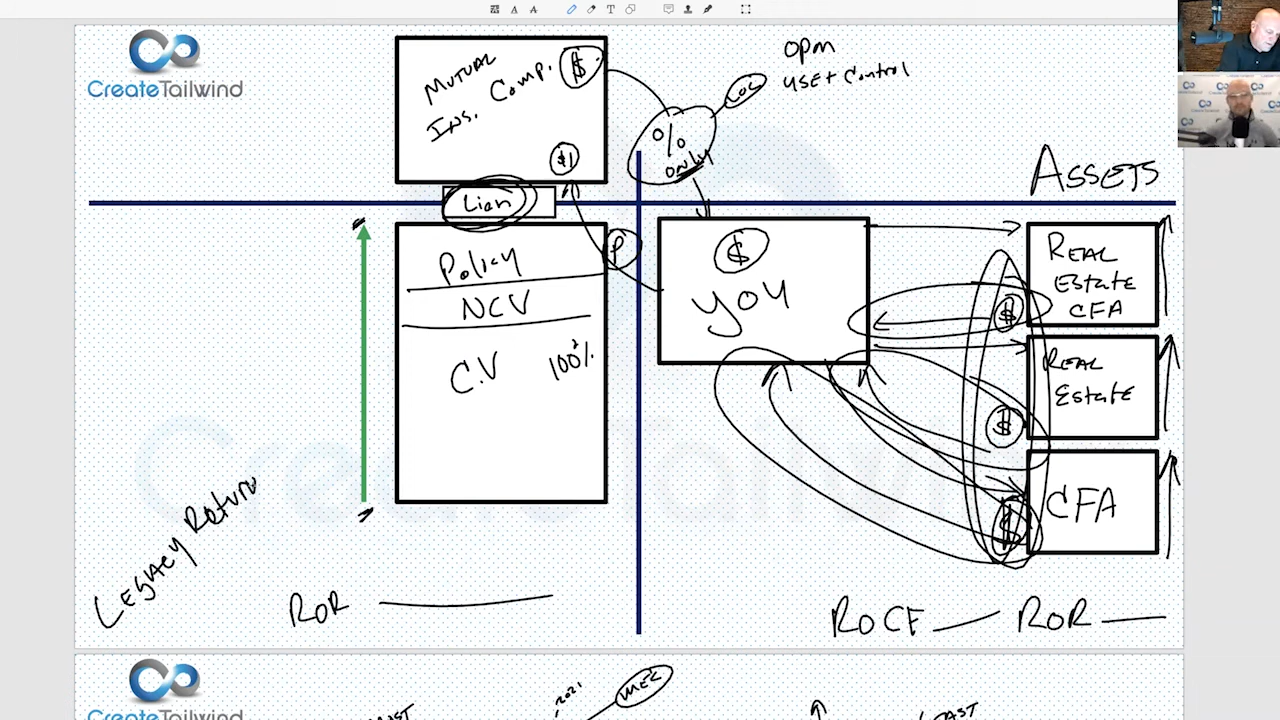 CreateTailwind
MUTUAL
INS. Comp. $
$
Lien
Policy
NCV
C.V 100%
Legacy Return
ROR
OPM
USE + Control
LOC
%
only
P
$
you
ASSETS
REAL
Estate
CFA
$
REAL
Estate
$
CFA
$
ROCF ROR
CreateTailwind
2021
MEC